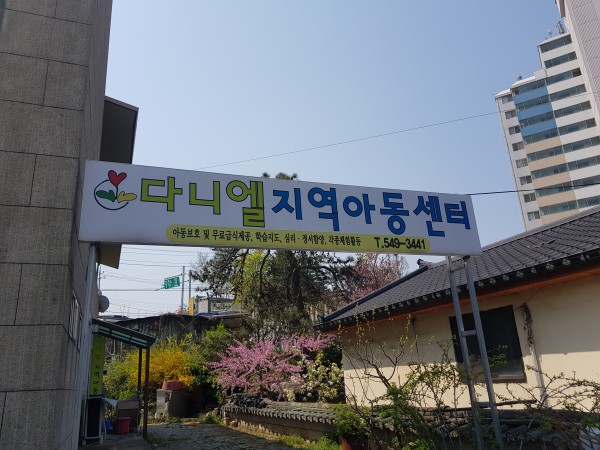 다니엘 지역아동센터
아동보호 및 무료급식제공, 학습지도, 심리·정서함양, 각종체험활동 T.549-3441